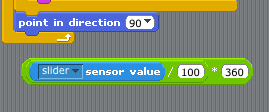 point in direction 90
slider sensor value / 100 * 360